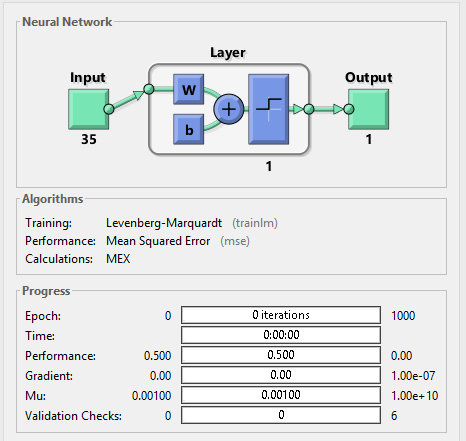 Neural Network
Layer
Input
Output
W
b
+
35
1
1
Algorithms
Training: Levenberg-Marquardt (trainlm)
Performance: Mean Squared Error (mse)
Calculations: MEX
Progress
Epoch: 0 0 iterations 1000
Time: 0:00:00
Performance: 0.500 0.500 0.00
Gradient: 0.00 0.00 1.00e-07
Mu: 0.00100 0.00100 1.00e+10
Validation Checks: 0 0 6